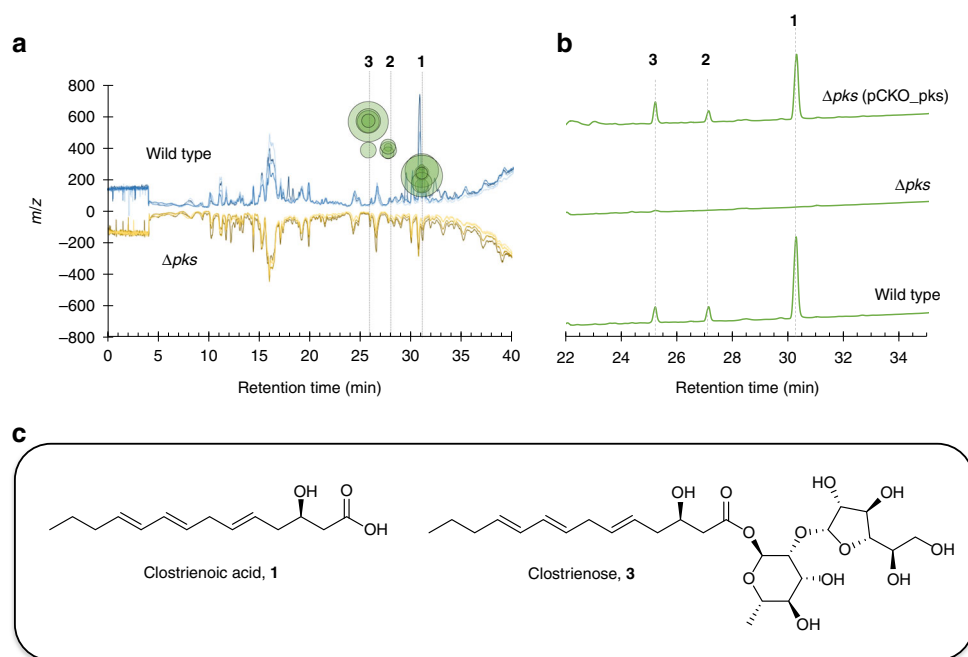 a
3 2 1
800
600
400
200
0
−200
−400
−600
−800
m/z
Wild type
Δpks
0 5 10 15 20 25 30 35 40
Retention time (min)
b
1
3 2
Δpks (pCKO_pks)
Δpks
Wild type
22 24 26 28 30 32 34
Retention time (min)
c
OH O
OH
Clostrienoic acid, 1
OH O
O
O
HO
OH
O
OH
OH
O
OH
OH
Clostrienose, 3